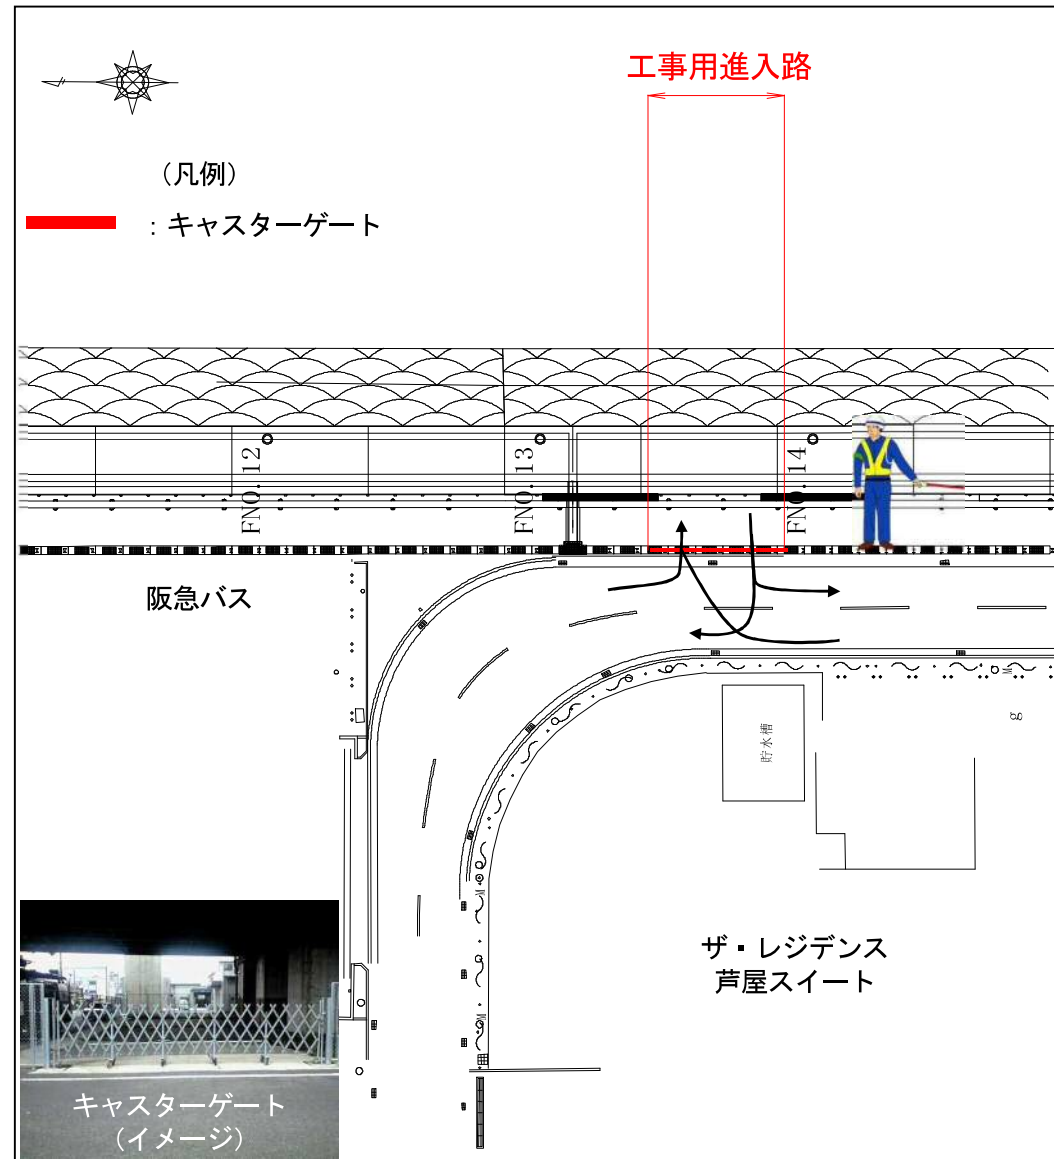 工事用進入路
（凡例）
：キャスターゲート
FNO.12
FNO.13
FNO.14
阪急バス
貯水槽
M
g
ザ・レジデンス
芦屋スイート
M
M
キャスターゲート
（イメージ）